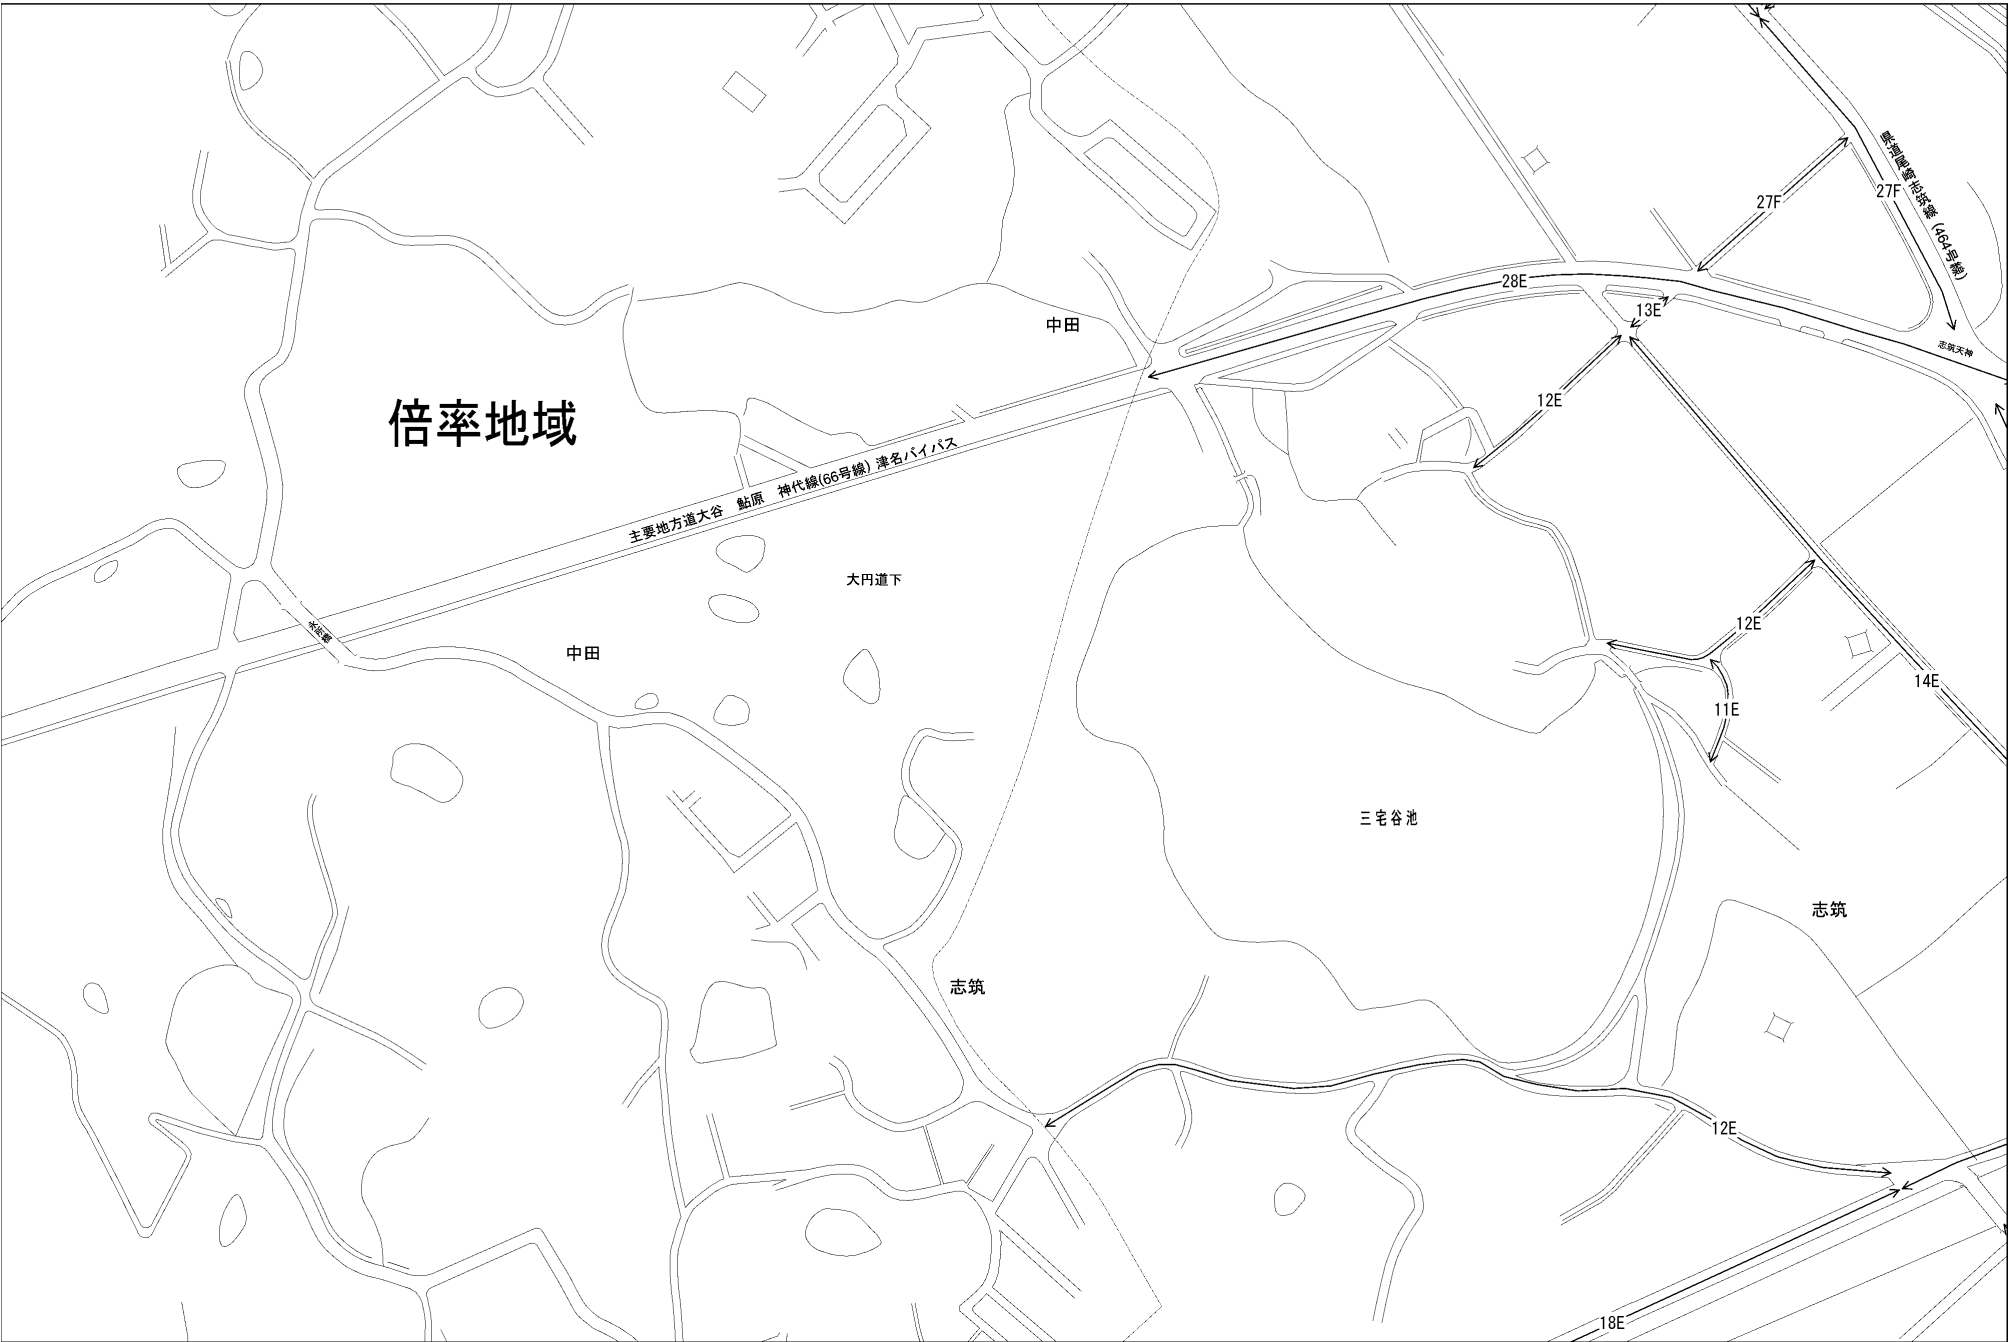 県道尾崎志筑線(464号線)
27F
27F
28E
13E
中田
志筑天神
12E
倍率地域
主要地方道大谷　鮎原　神代線(66号線) 津名バイパス
大円道下
12E
中田
14E
11E
三宅谷池
志筑
志筑
12E
18E